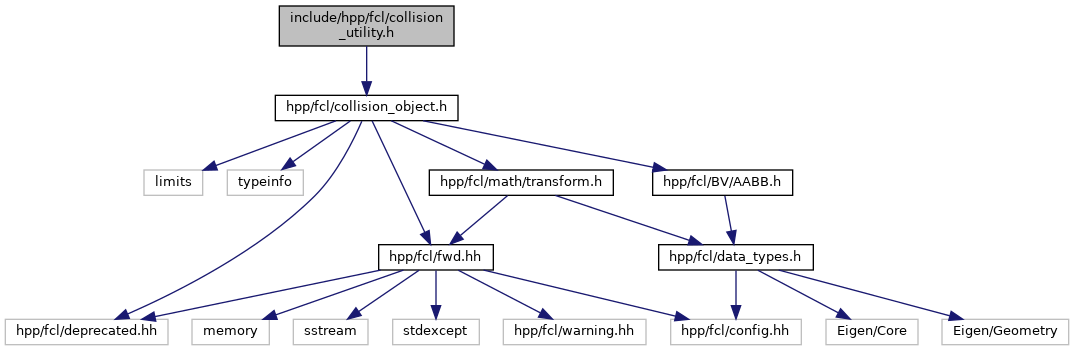 include/hpp/fcl/collision
_utility.h
hpp/fcl/collision_object.h
limits
typeinfo
hpp/fcl/math/transform.h
hpp/fcl/BV/AABB.h
hpp/fcl/fwd.hh
hpp/fcl/data_types.h
hpp/fcl/deprecated.hh
memory
sstream
stdexcept
hpp/fcl/warning.hh
hpp/fcl/config.hh
Eigen/Core
Eigen/Geometry